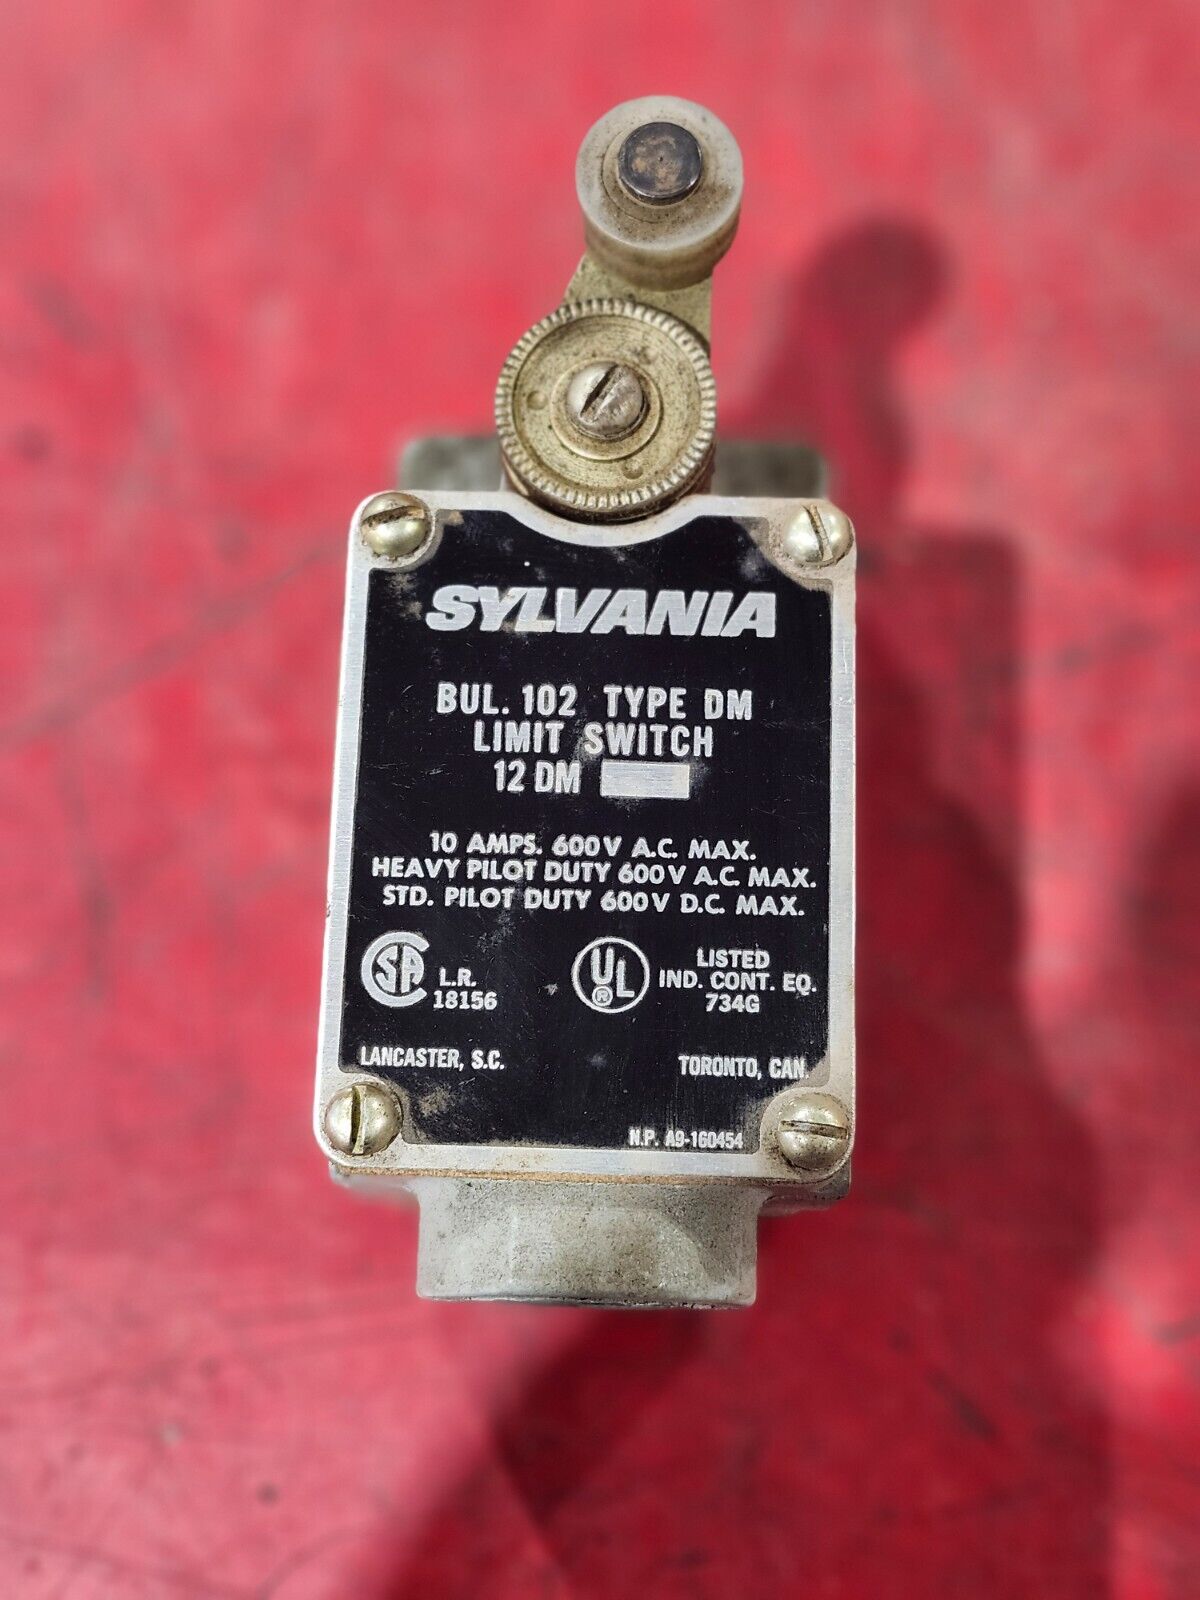 SYLVANIA
BUL. 102 TYPE DM
LIMIT SWITCH
12 DM
10 AMPS. 600V A.C. MAX.
HEAVY PILOT DUTY 600V A.C. MAX.
STD. PILOT DUTY 600V D.C. MAX.
CSA L.R. 18156
UL ® LISTED
IND. CONT. EQ.
734G
LANCASTER, S.C. TORONTO, CAN.
N.P. A9-160454